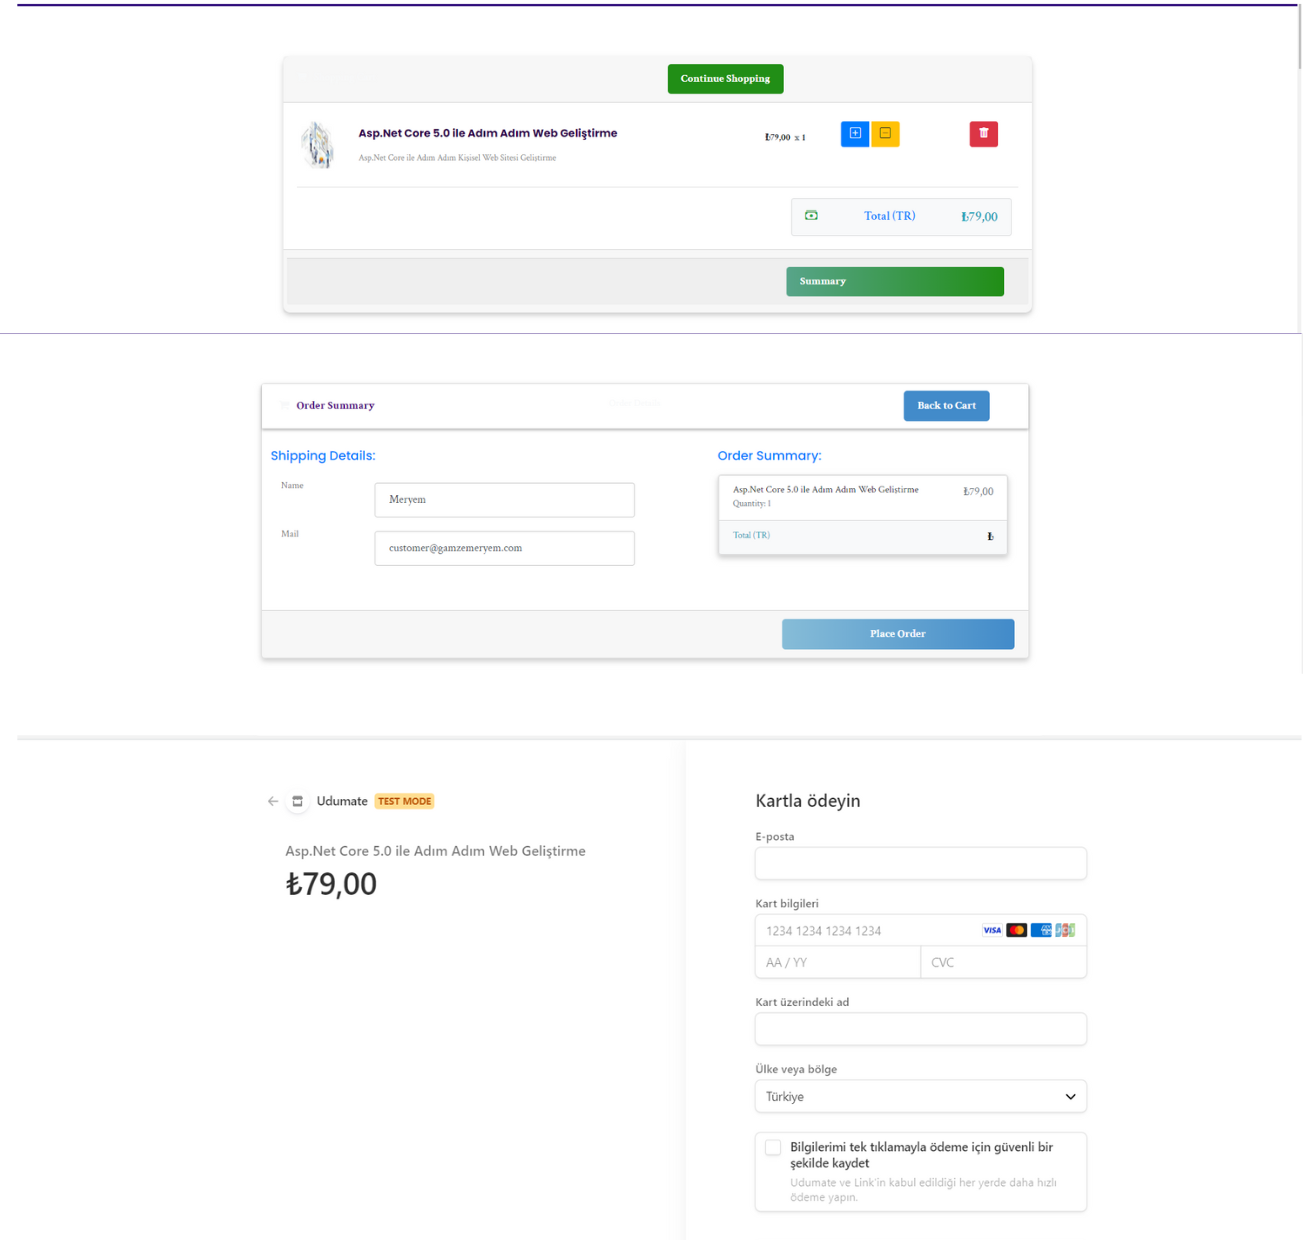 Continue Shopping
Asp.Net Core 5.0 ile Adım Adım Web Geliştirme
Asp.Net Core ile Adım Adım Kişisel Web Sitesi Geliştirme
₺79,00 x 1
Total (TR) ₺79,00
Summary
Order Summary
Back to Cart
Shipping Details:
Name
Meryem
Mail
customer@gamzemeryem.com
Order Summary:
Asp.Net Core 5.0 ile Adım Adım Web Geliştirme ₺79,00
Quantity: 1
Total (TR) ₺
Place Order
Udumate TEST MODE
Asp.Net Core 5.0 ile Adım Adım Web Geliştirme
₺79,00
Kartla ödeyin
E-posta
Kart bilgileri
1234 1234 1234 1234 VISA
AA / YY CVC
Kart üzerindeki ad
Ülke veya bölge
Türkiye
Bilgilerimi tek tıklamayla ödeme için güvenli bir
şekilde kaydet
Udumate ve Link'in kabul edildiği her yerde daha hızlı
ödeme yapın.